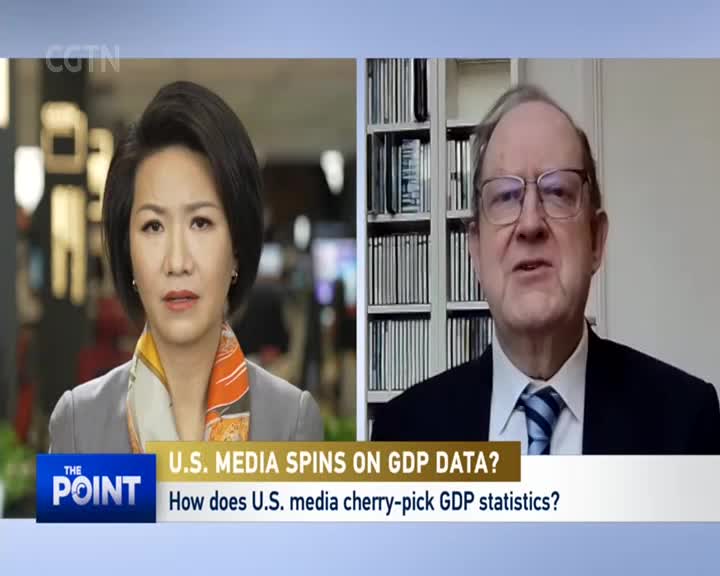 CGTN
U.S. MEDIA SPINS ON GDP DATA?
THE
POINT
How does U.S. media cherry-pick GDP statistics?